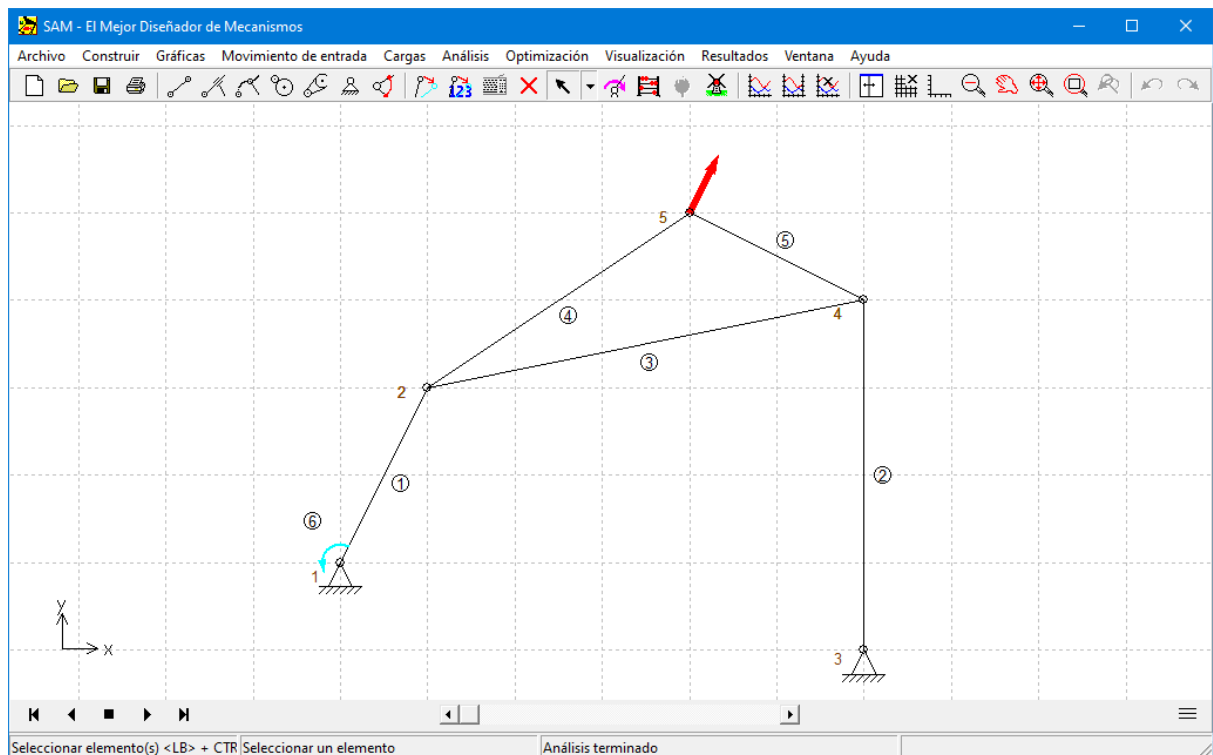 SAM - El Mejor Diseñador de Mecanismos
Archivo Construir Gráficas Movimiento de entrada Cargas Análisis Optimización Visualización Resultados Ventana Ayuda
123
5
5
4
4
3
2
1
2
6
1
y
x
3
Seleccionar elemento(s) <LB> + CTR Seleccionar un elemento Análisis terminado